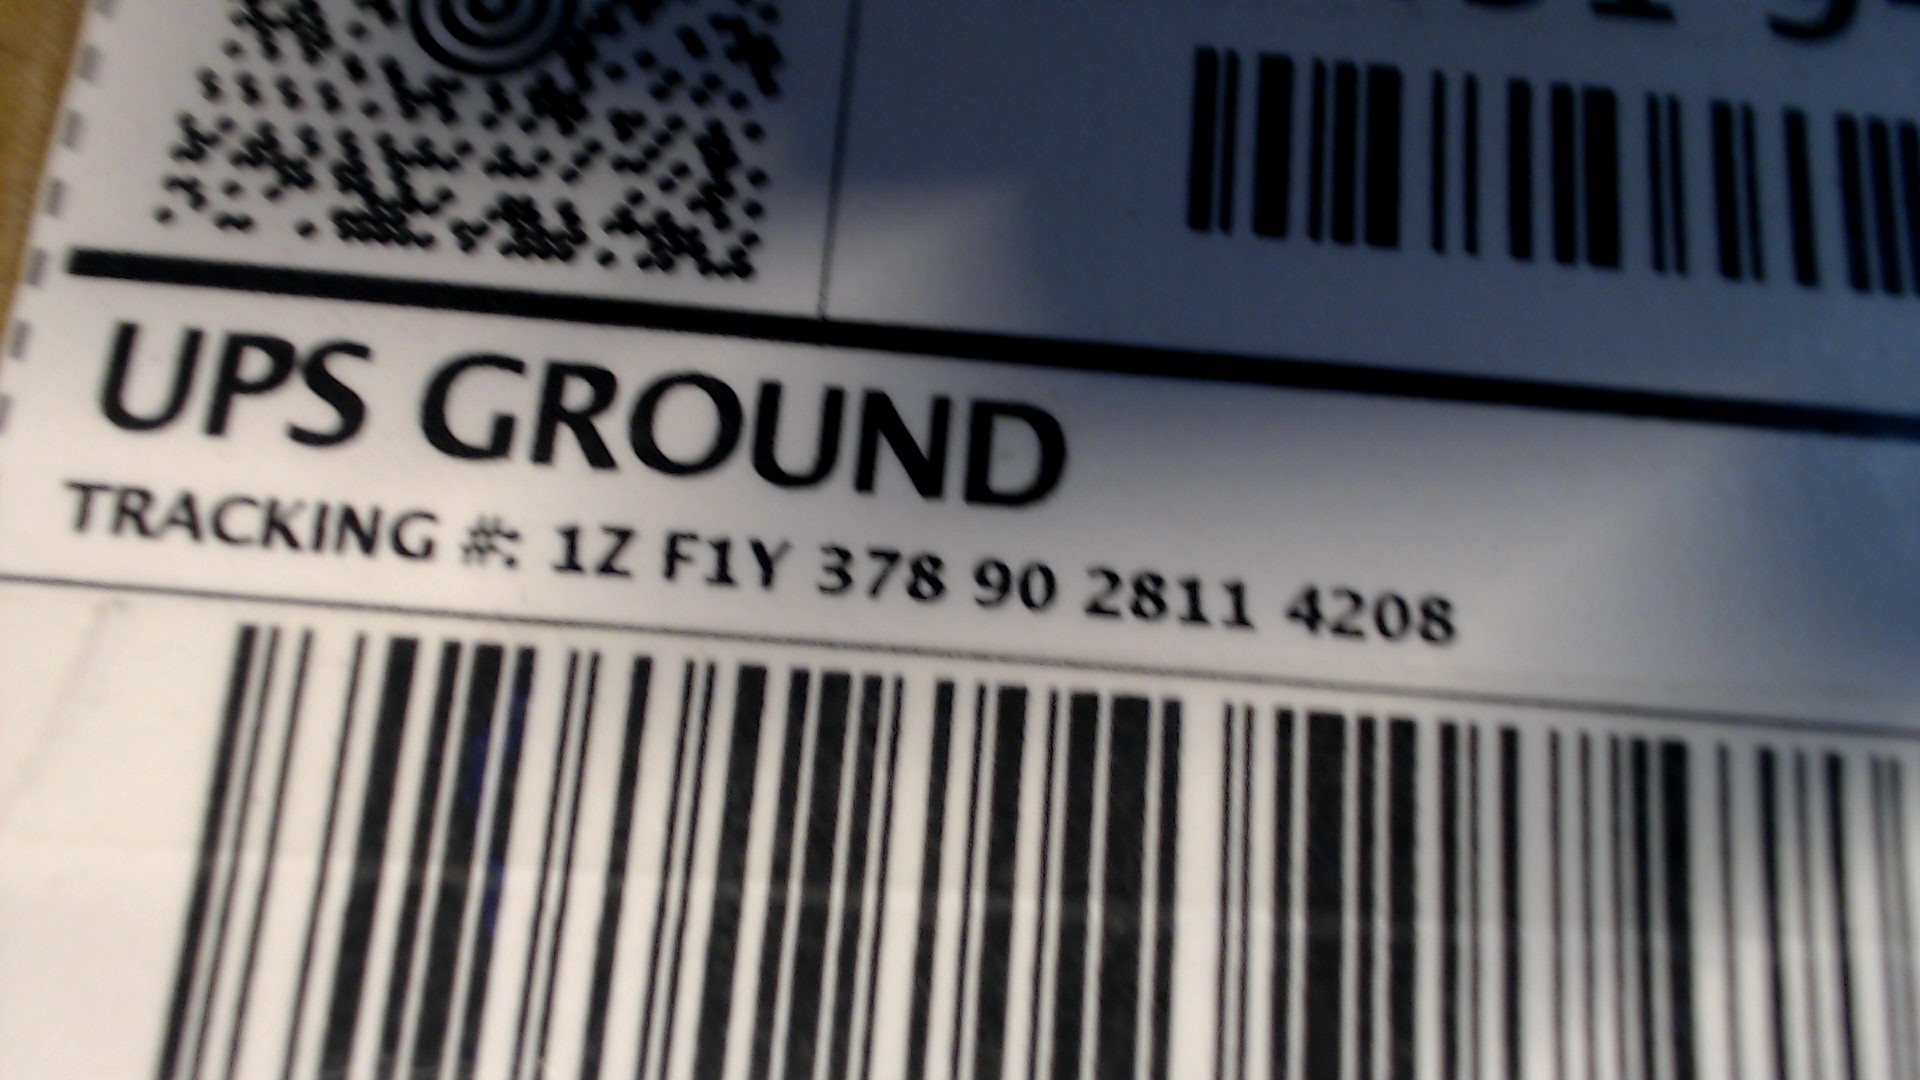 UPS GROUND
TRACKING #: 1Z F1Y 378 90 2811 4208